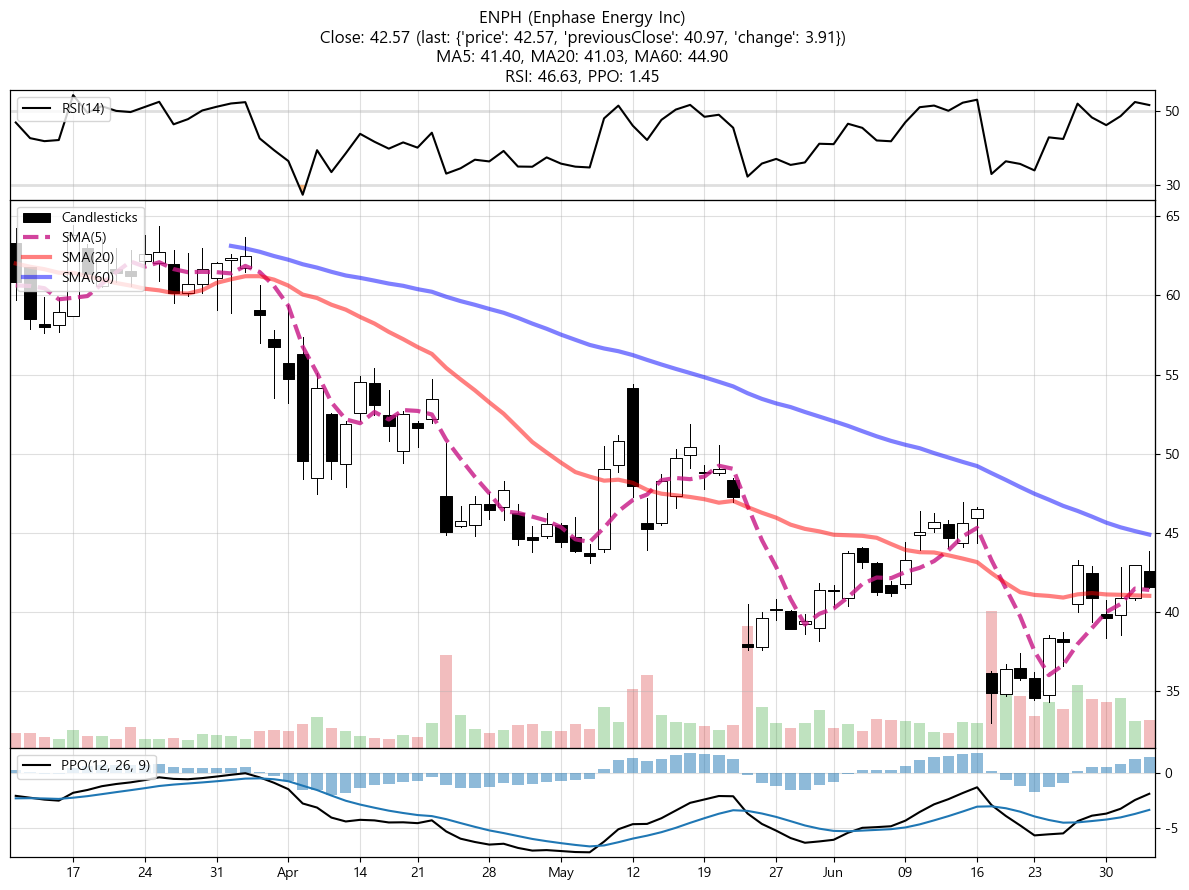 ENPH (Enphase Energy Inc)
Close: 42.57 (last: {'price': 42.57, 'previousClose': 40.97, 'change': 3.91})
MA5: 41.40, MA20: 41.03, MA60: 44.90
RSI: 46.63, PPO: 1.45
RSI(14)
50
30
Candlesticks
SMA(5)
SMA(20)
SMA(60)
65
60
55
50
45
40
35
PPO(12, 26, 9)
0
-5
17 24 31 Apr 14 21 28 May 12 19 27 Jun 09 16 23 30